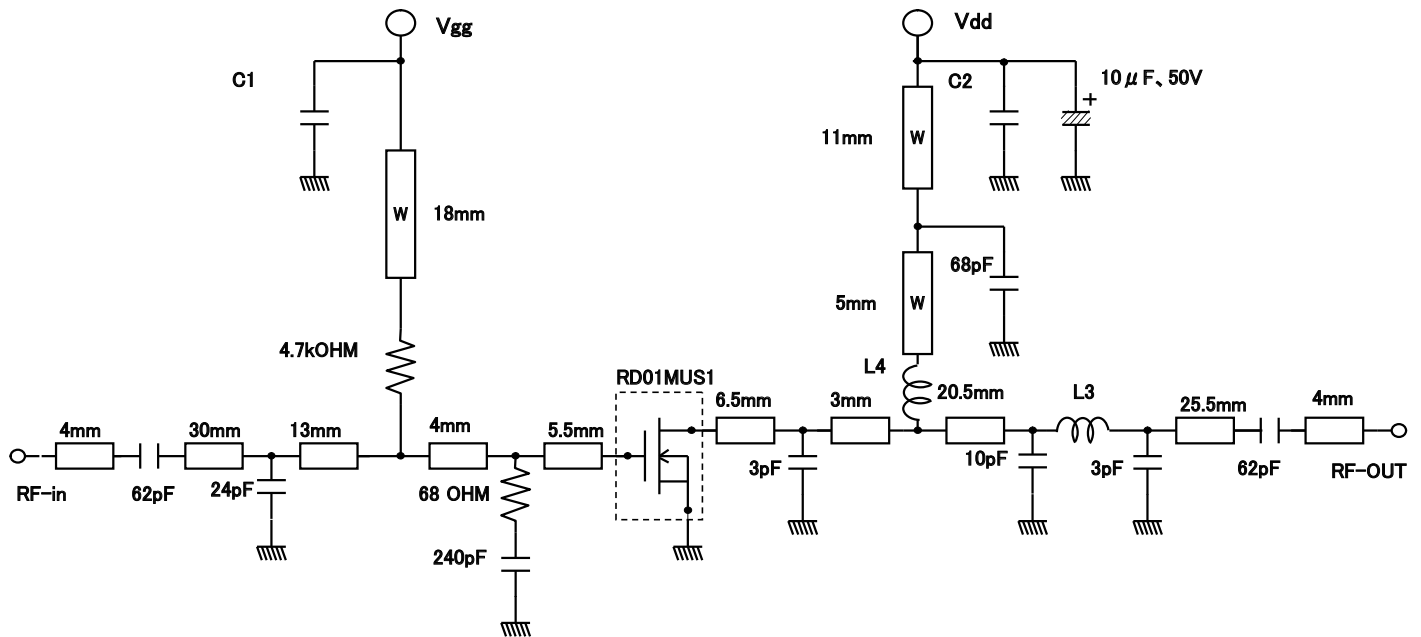 Vgg
Vdd
C1
C2
10μF、50V
+
11mm
W
W
18mm
68pF
5mm
W
4.7kOHM
L4
RD01MUS1
20.5mm
L3
6.5mm
3mm
25.5mm
4mm
4mm
30mm
13mm
4mm
5.5mm
RF-in
62pF
24pF
68 OHM
3pF
10pF
3pF
62pF
RF-OUT
240pF